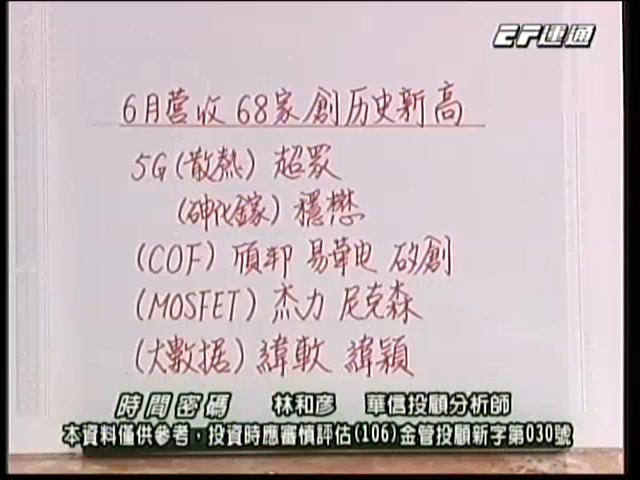 EF運通
6月营收 68家創历史新高
5G(散熱) 超眾
(砷化鎵) 穩懋
(COF) 頎邦 易華电 矽創
(MOSFET) 杰力 尼克森
(大數据) 緯軟 緯穎
時間密碼 林和彦 華信投顧分析師
本資料僅供參考，投資時應審慎評估(106)金管投顧新字第030號